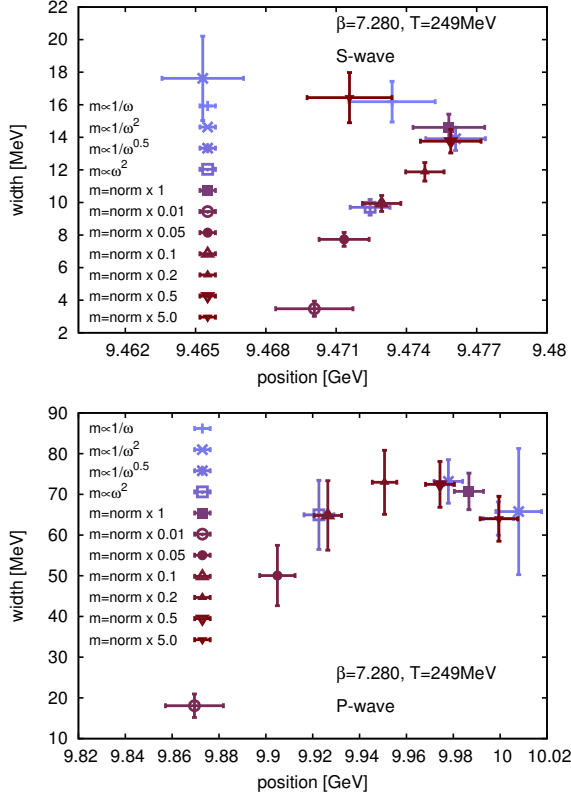 β=7.280, T=249MeV
S-wave
width [MeV]
22
20
18
16
14
12
10
8
6
4
2
m∝1/ω
m∝1/ω²
m∝1/ω^0.5
m∝ω²
m=norm x 1
m=norm x 0.01
m=norm x 0.05
m=norm x 0.1
m=norm x 0.2
m=norm x 0.5
m=norm x 5.0
9.462 9.465 9.468 9.471 9.474 9.477 9.48
position [GeV]
width [MeV]
90
80
70
60
50
40
30
20
10
m∝1/ω
m∝1/ω²
m∝1/ω^0.5
m∝ω²
m=norm x 1
m=norm x 0.01
m=norm x 0.05
m=norm x 0.1
m=norm x 0.2
m=norm x 0.5
m=norm x 5.0
β=7.280, T=249MeV
P-wave
9.82 9.84 9.86 9.88 9.9 9.92 9.94 9.96 9.98 10 10.02
position [GeV]